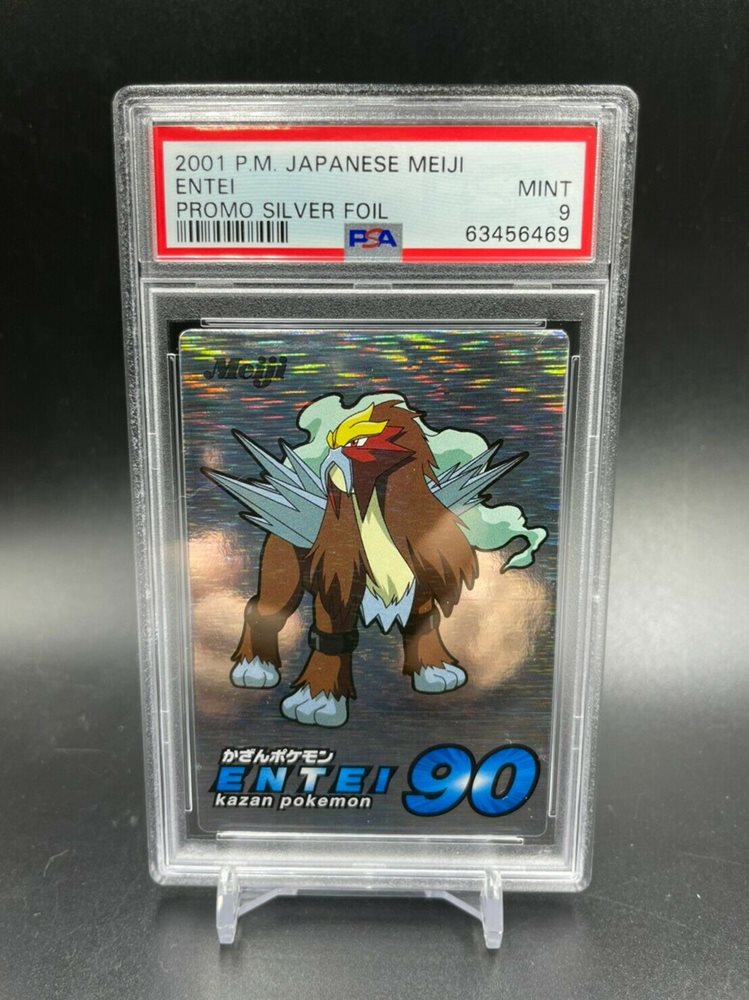 2001 P.M. JAPANESE MEIJI
ENTEI MINT
PROMO SILVER FOIL 9
PSA 63456469
Meiji
かざんポケモン
ENTEI 90
kazan pokemon